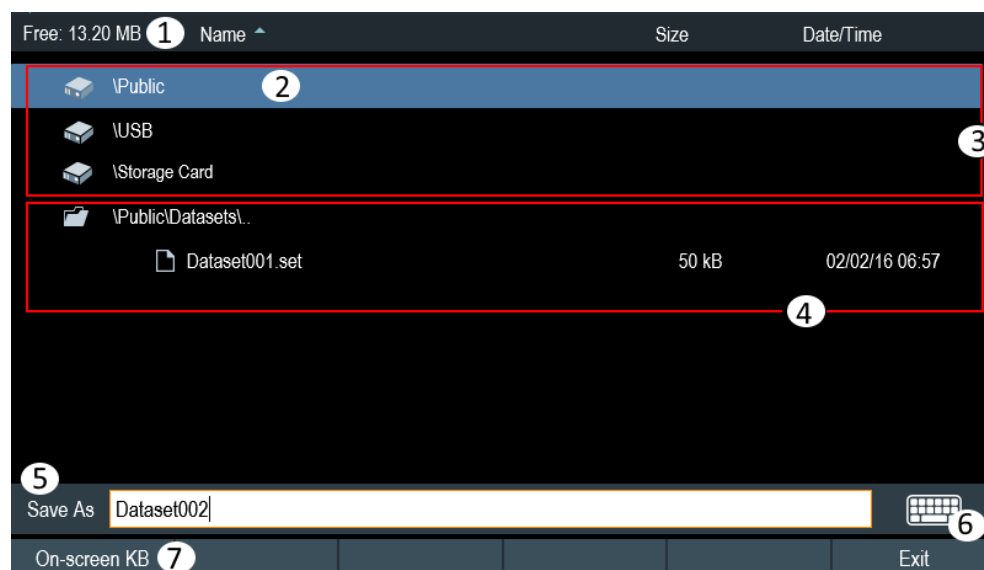 Free: 13.20 MB 1 Name Size Date/Time
\Public 2
\USB 3
\Storage Card
\Public\Datasets\..
Dataset001.set 50 kB 02/02/16 06:57
4
5
Save As Dataset002
6
On-screen KB 7 Exit